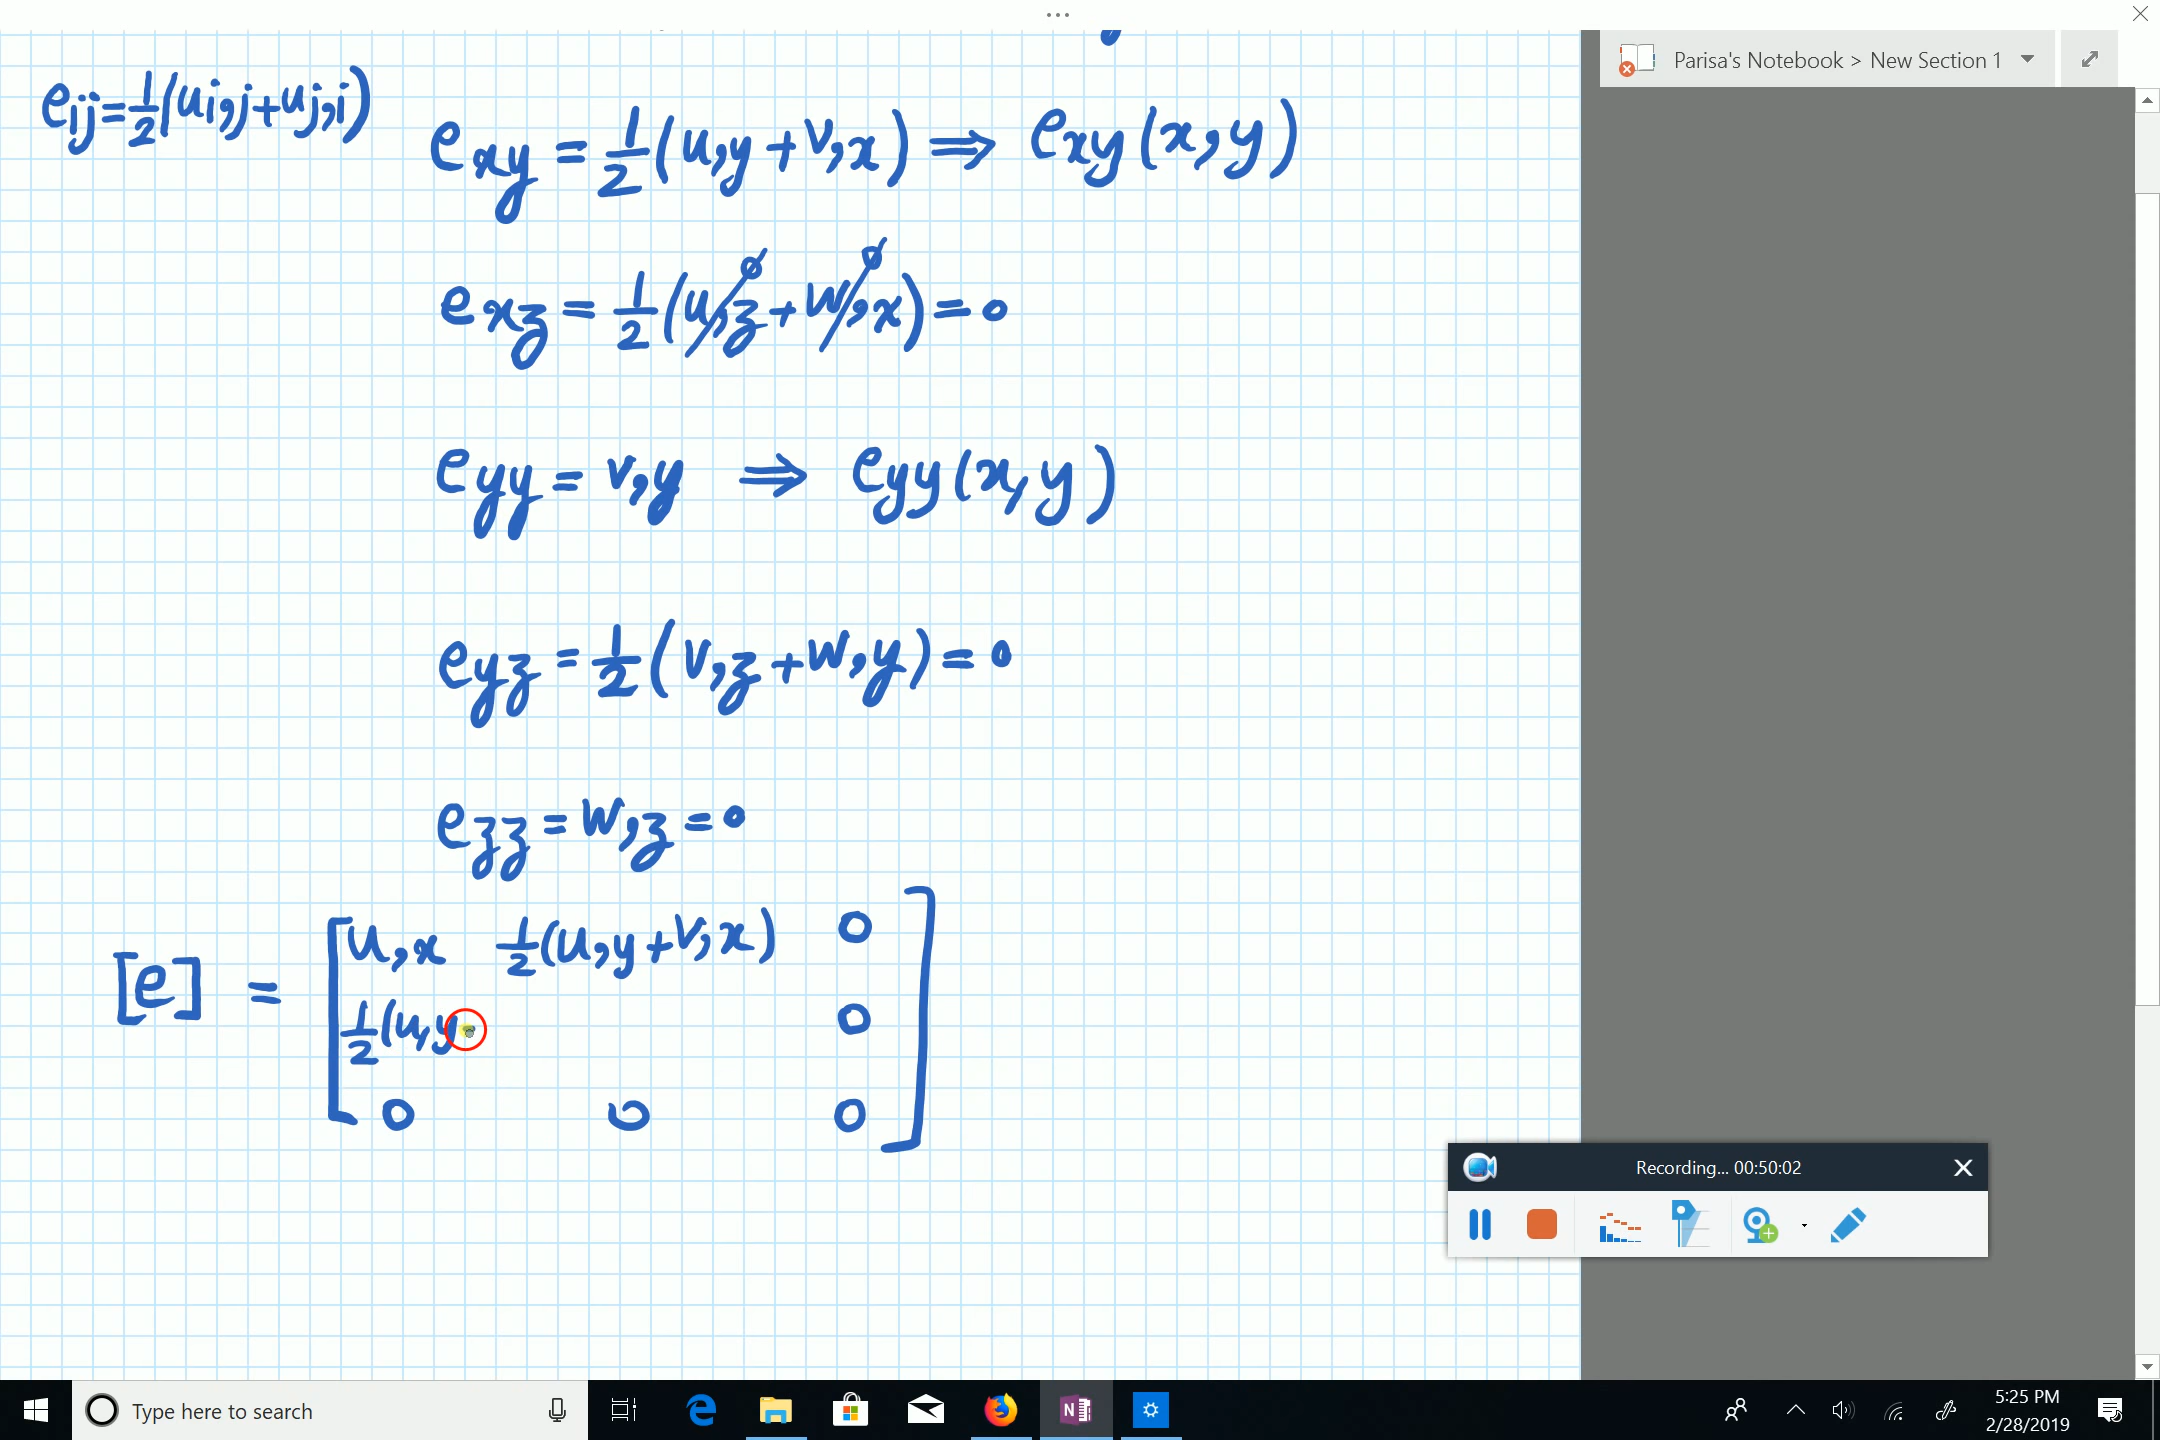 Parisa's Notebook > New Section 1
eij=1/2(ui,j+uj,i)
exy = 1/2(u,y + v,x) ⇒ exy(x,y)
exz = 1/2(u,z + w,x) = 0
0 0
eyy = v,y ⇒ eyy(x,y)
eyz = 1/2(v,z + w,y) = 0
ezz = w,z = 0
[e] = [u,x 1/2(u,y + v,x) 0
1/2(u,y 0
0 0 0]
Recording... 00:50:02
Type here to search
5:25 PM
2/28/2019